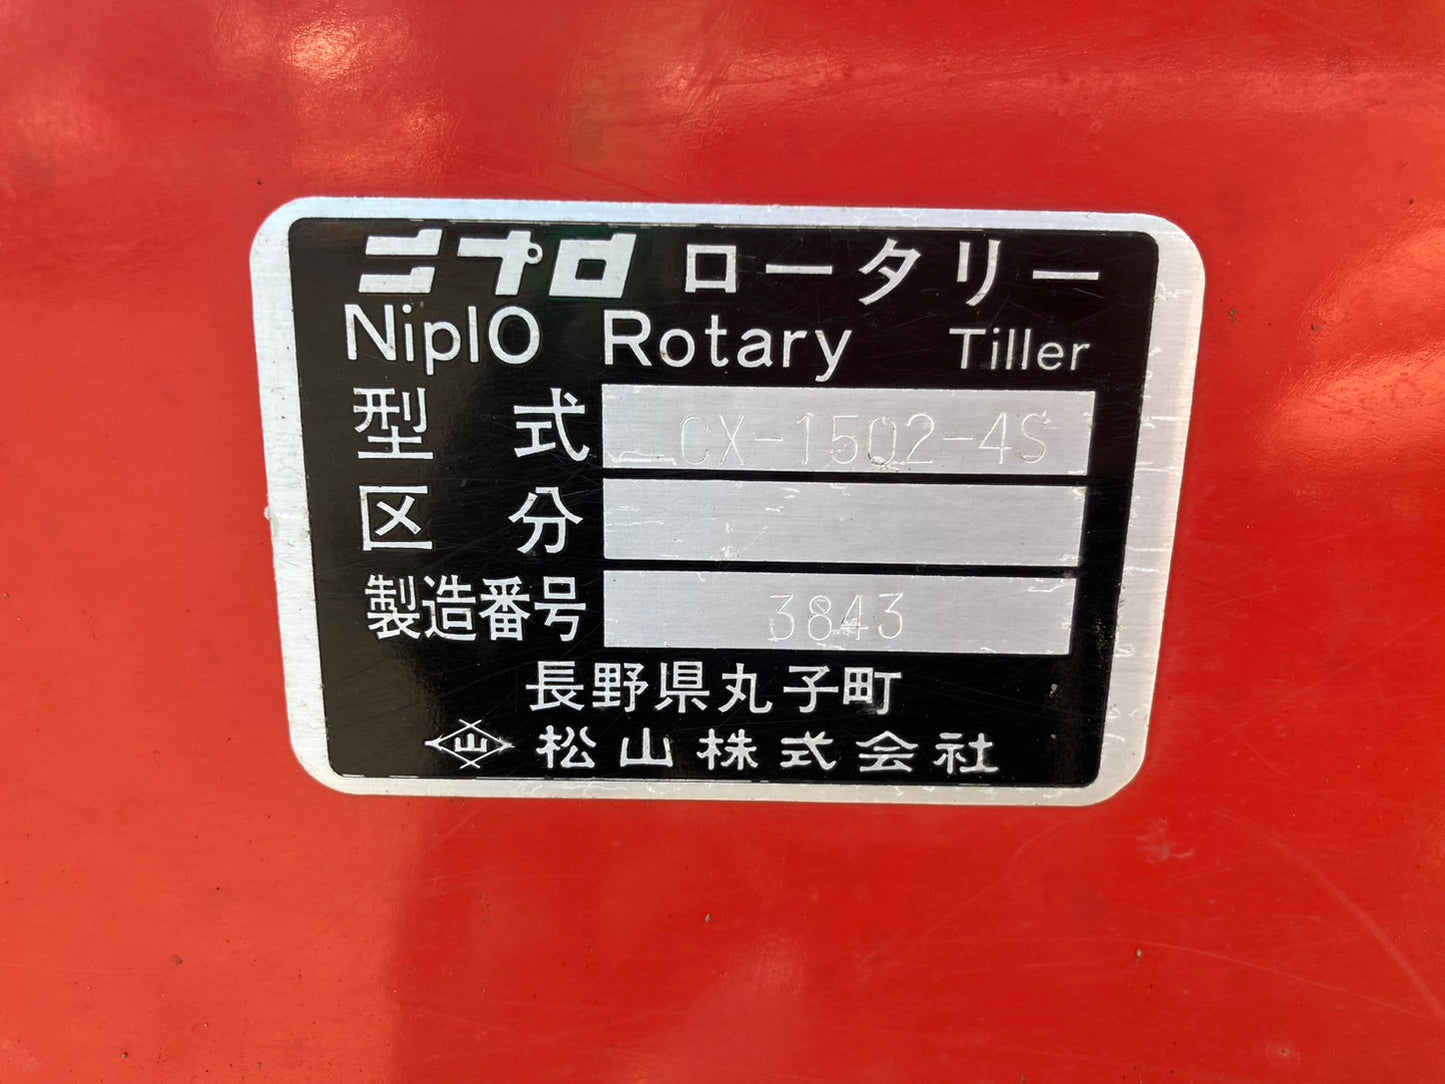 ニプロ ロータリー
NiplO Rotary Tiller
型式 CX-1502-4S
区分
製造番号 3843
長野県丸子町
山 松山株式会社